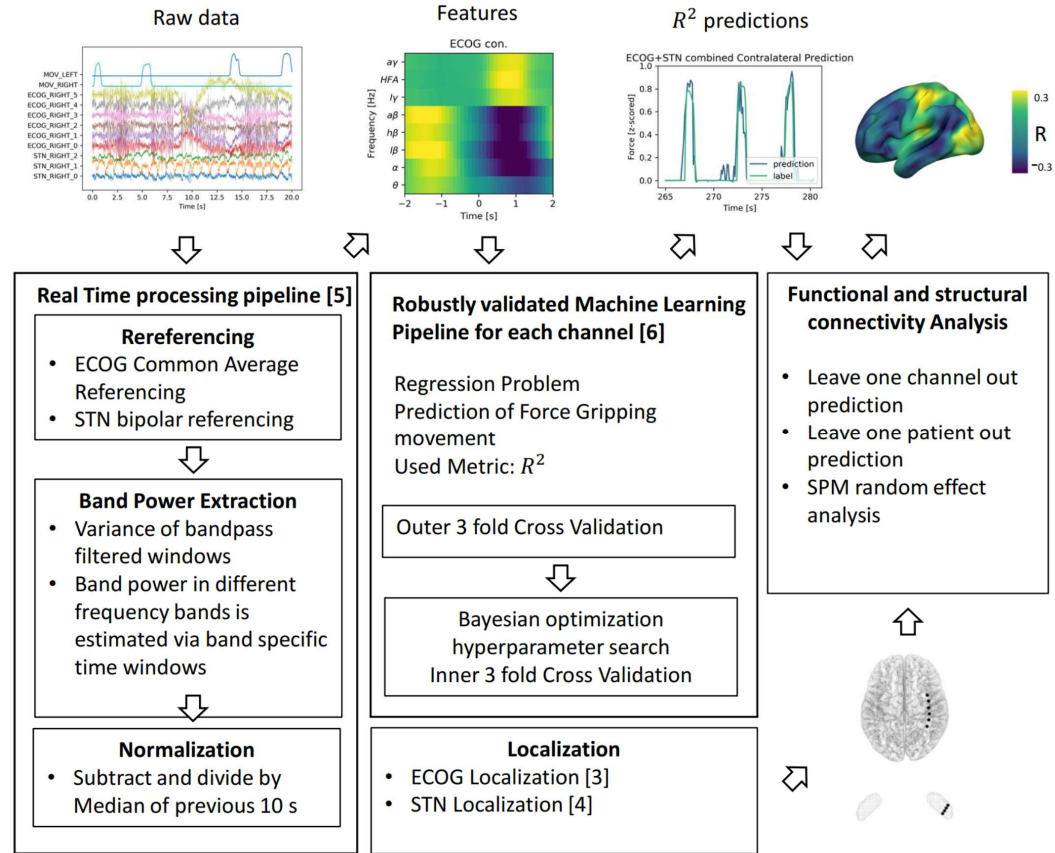 Raw data
Features
R² predictions
MOV_LEFT
MOV_RIGHT
ECOG_RIGHT_5
ECOG_RIGHT_4
ECOG_RIGHT_3
ECOG_RIGHT_2
ECOG_RIGHT_1
ECOG_RIGHT_0
STN_RIGHT_2
STN_RIGHT_1
STN_RIGHT_0
0.0 2.5 5.0 7.5 10.0 12.5 15.0 17.5 20.0
Time [s]
ECOG con.
Frequency [Hz]
aγ
HFA
lγ
aβ
hβ
lβ
α
θ
−2 −1 0 1 2
Time [s]
ECOG+STN combined Contralateral Prediction
Force [z-scored]
1.0
0.8
0.6
0.4
0.2
0.0
prediction
label
265 270 275 280
Time [s]
0.3
R
-0.3
Real Time processing pipeline [5]
Rereferencing
• ECOG Common Average
Referencing
• STN bipolar referencing
Band Power Extraction
• Variance of bandpass
filtered windows
• Band power in different
frequency bands is
estimated via band specific
time windows
Normalization
• Subtract and divide by
Median of previous 10 s
Robustly validated Machine Learning
Pipeline for each channel [6]
Regression Problem
Prediction of Force Gripping
movement
Used Metric: R²
Outer 3 fold Cross Validation
Bayesian optimization
hyperparameter search
Inner 3 fold Cross Validation
Localization
• ECOG Localization [3]
• STN Localization [4]
Functional and structural
connectivity Analysis
• Leave one channel out
prediction
• Leave one patient out
prediction
• SPM random effect
analysis